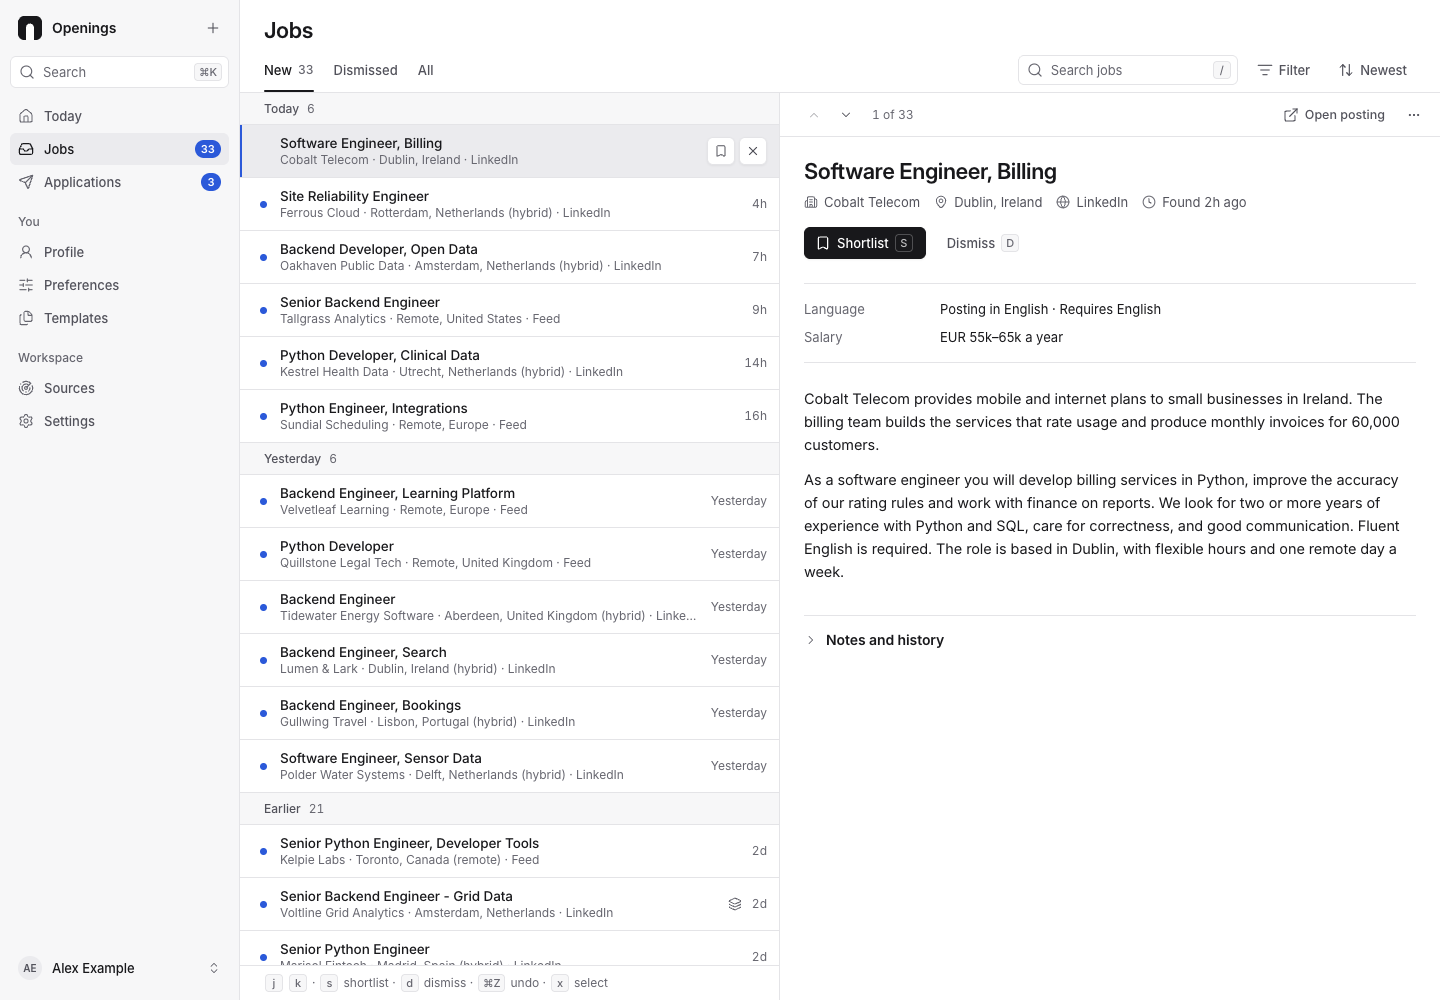 Openings
Search ⌘K
Today
Jobs 33
Applications 3
You
Profile
Preferences
Templates
Workspace
Sources
Settings
AE Alex Example
Jobs
New 33 Dismissed All
Search jobs /
Filter
Newest
Today 6
Software Engineer, Billing
Cobalt Telecom · Dublin, Ireland · LinkedIn
Site Reliability Engineer
Ferrous Cloud · Rotterdam, Netherlands (hybrid) · LinkedIn
4h
Backend Developer, Open Data
Oakhaven Public Data · Amsterdam, Netherlands (hybrid) · LinkedIn
7h
Senior Backend Engineer
Tallgrass Analytics · Remote, United States · Feed
9h
Python Developer, Clinical Data
Kestrel Health Data · Utrecht, Netherlands (hybrid) · LinkedIn
14h
Python Engineer, Integrations
Sundial Scheduling · Remote, Europe · Feed
16h
Yesterday 6
Backend Engineer, Learning Platform
Velvetleaf Learning · Remote, Europe · Feed
Yesterday
Python Developer
Quillstone Legal Tech · Remote, United Kingdom · Feed
Yesterday
Backend Engineer
Tidewater Energy Software · Aberdeen, United Kingdom (hybrid) · Linke...
Yesterday
Backend Engineer, Search
Lumen & Lark · Dublin, Ireland (hybrid) · LinkedIn
Yesterday
Backend Engineer, Bookings
Gullwing Travel · Lisbon, Portugal (hybrid) · LinkedIn
Yesterday
Software Engineer, Sensor Data
Polder Water Systems · Delft, Netherlands (hybrid) · LinkedIn
Yesterday
Earlier 21
Senior Python Engineer, Developer Tools
Kelpie Labs · Toronto, Canada (remote) · Feed
2d
Senior Backend Engineer - Grid Data
Voltline Grid Analytics · Amsterdam, Netherlands · LinkedIn
2d
Senior Python Engineer
2d
j k · s shortlist · d dismiss · ⌘Z undo · x select
1 of 33
Open posting
Software Engineer, Billing
Cobalt Telecom Dublin, Ireland LinkedIn Found 2h ago
Shortlist S
Dismiss D
Language Posting in English · Requires English
Salary EUR 55k–65k a year
Cobalt Telecom provides mobile and internet plans to small businesses in Ireland. The
billing team builds the services that rate usage and produce monthly invoices for 60,000
customers.
As a software engineer you will develop billing services in Python, improve the accuracy
of our rating rules and work with finance on reports. We look for two or more years of
experience with Python and SQL, care for correctness, and good communication. Fluent
English is required. The role is based in Dublin, with flexible hours and one remote day a
week.
Notes and history